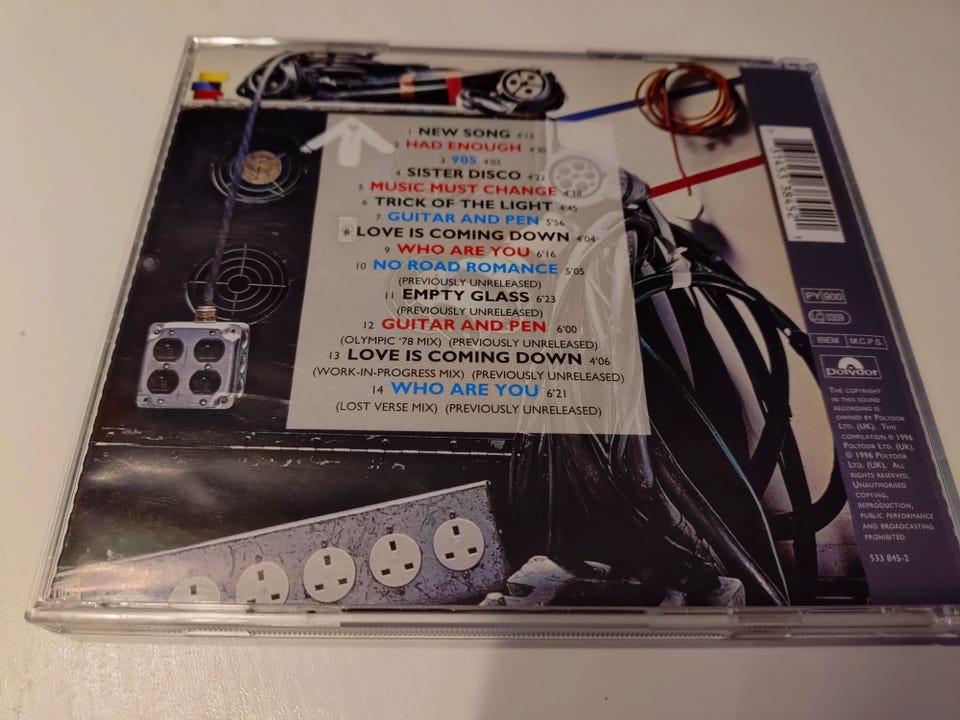 1 NEW SONG 4'13
2 HAD ENOUGH 4'30
3 905 4'02
4 SISTER DISCO 4'22
5 MUSIC MUST CHANGE 4'38
6 TRICK OF THE LIGHT 4'45
7 GUITAR AND PEN 5'56
8 LOVE IS COMING DOWN 4'04
9 WHO ARE YOU 6'16
10 NO ROAD ROMANCE 5'05
(PREVIOUSLY UNRELEASED)
11 EMPTY GLASS 6'23
(PREVIOUSLY UNRELEASED)
12 GUITAR AND PEN 6'00
(OLYMPIC '78 MIX) (PREVIOUSLY UNRELEASED)
13 LOVE IS COMING DOWN 4'06
(WORK-IN-PROGRESS MIX) (PREVIOUSLY UNRELEASED)
14 WHO ARE YOU 6'21
(LOST VERSE MIX) (PREVIOUSLY UNRELEASED)
7 31453 38452 1
PY 900
LC 0309
BIEM M.C.P.S.
polydor
THE COPYRIGHT
IN THIS SOUND
RECORDING IS
OWNED BY POLYDOR
LTD. (UK). THIS
COMPILATION ℗ 1996
POLYDOR LTD. (UK).
© 1996 POLYDOR
LTD. (UK). ALL
RIGHTS RESERVED.
UNAUTHORISED
COPYING,
REPRODUCTION,
PUBLIC PERFORMANCE
AND BROADCASTING
PROHIBITED
533 845-2